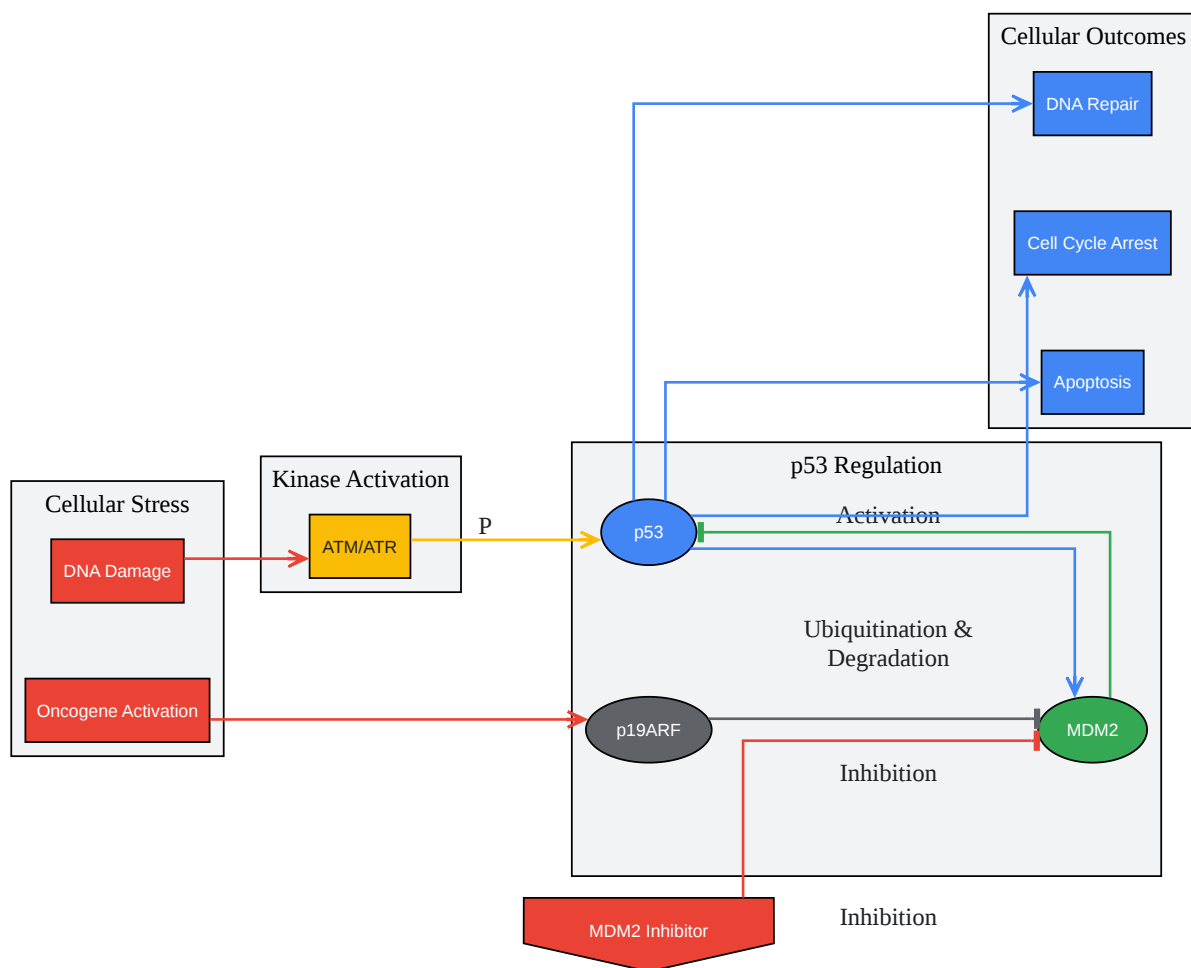 Cellular Outcomes
DNA Repair
Cell Cycle Arrest
Apoptosis
p53 Regulation
Kinase Activation
Cellular Stress
Activation
P
p53
ATM/ATR
DNA Damage
Ubiquitination &
Degradation
Oncogene Activation
p19ARF
MDM2
Inhibition
Inhibition
MDM2 Inhibitor